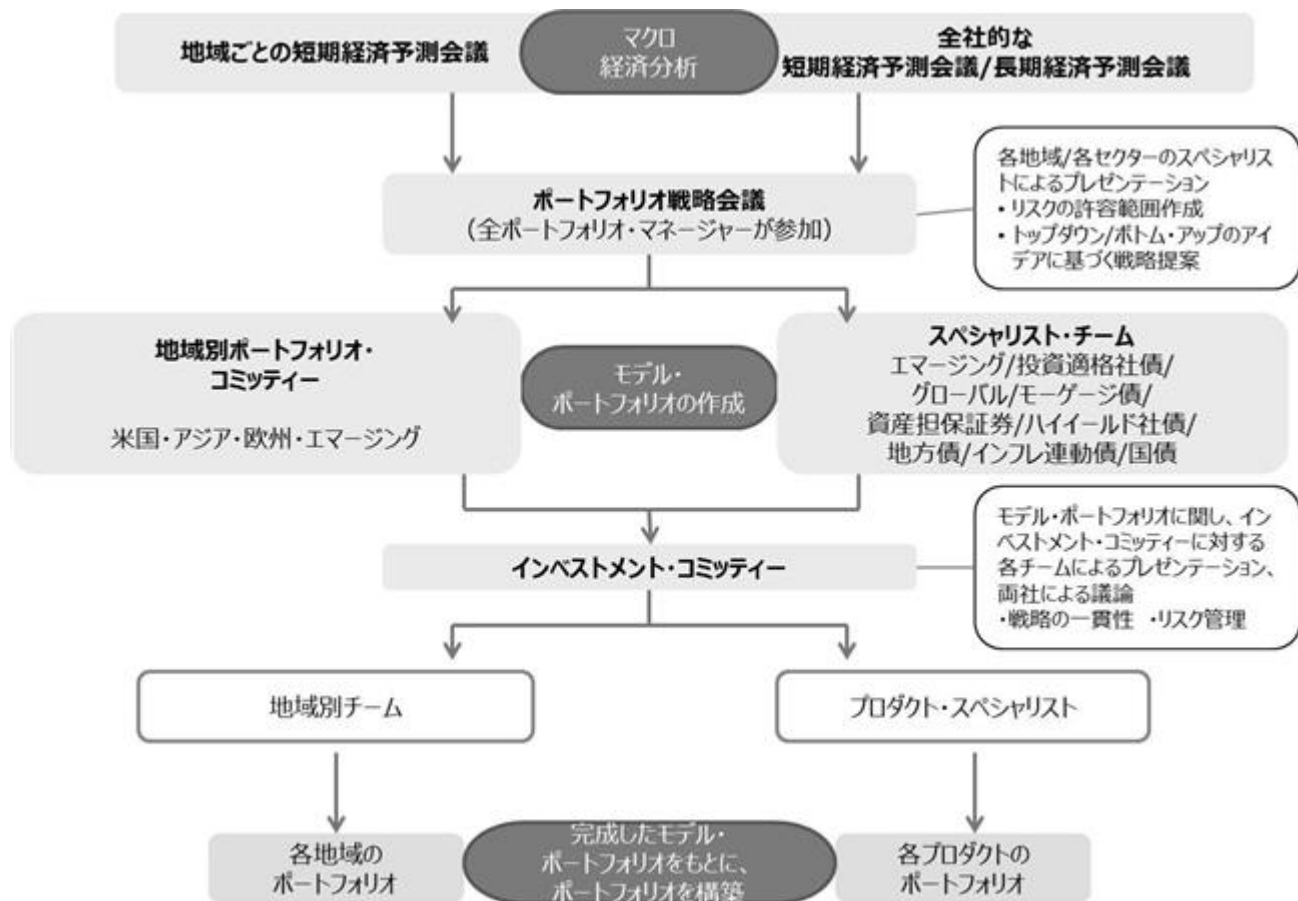 地域ごとの短期経済予測会議
マクロ
経済分析
全社的な
短期経済予測会議/長期経済予測会議
各地域/各セクターのスペシャリス
トによるプレゼンテーション
・リスクの許容範囲作成
・トップダウン/ボトム・アップのアイ
デアに基づく戦略提案
ポートフォリオ戦略会議
（全ポートフォリオ・マネージャーが参加）
地域別ポートフォリオ・
コミッティー
米国・アジア・欧州・エマージング
モデル・
ポートフォリオの作成
スペシャリスト・チーム
エマージング/投資適格社債/
グローバル/モーゲージ債/
資産担保証券/ハイイールド社債/
地方債/インフレ連動債/国債
インベストメント・コミッティー
モデル・ポートフォリオに関し、イン
ベストメント・コミッティーに対する
各チームによるプレゼンテーション、
両社による議論
・戦略の一貫性 ・リスク管理
地域別チーム
プロダクト・スペシャリスト
各地域の
ポートフォリオ
完成したモデル・
ポートフォリオをもとに、
ポートフォリオを構築
各プロダクトの
ポートフォリオ